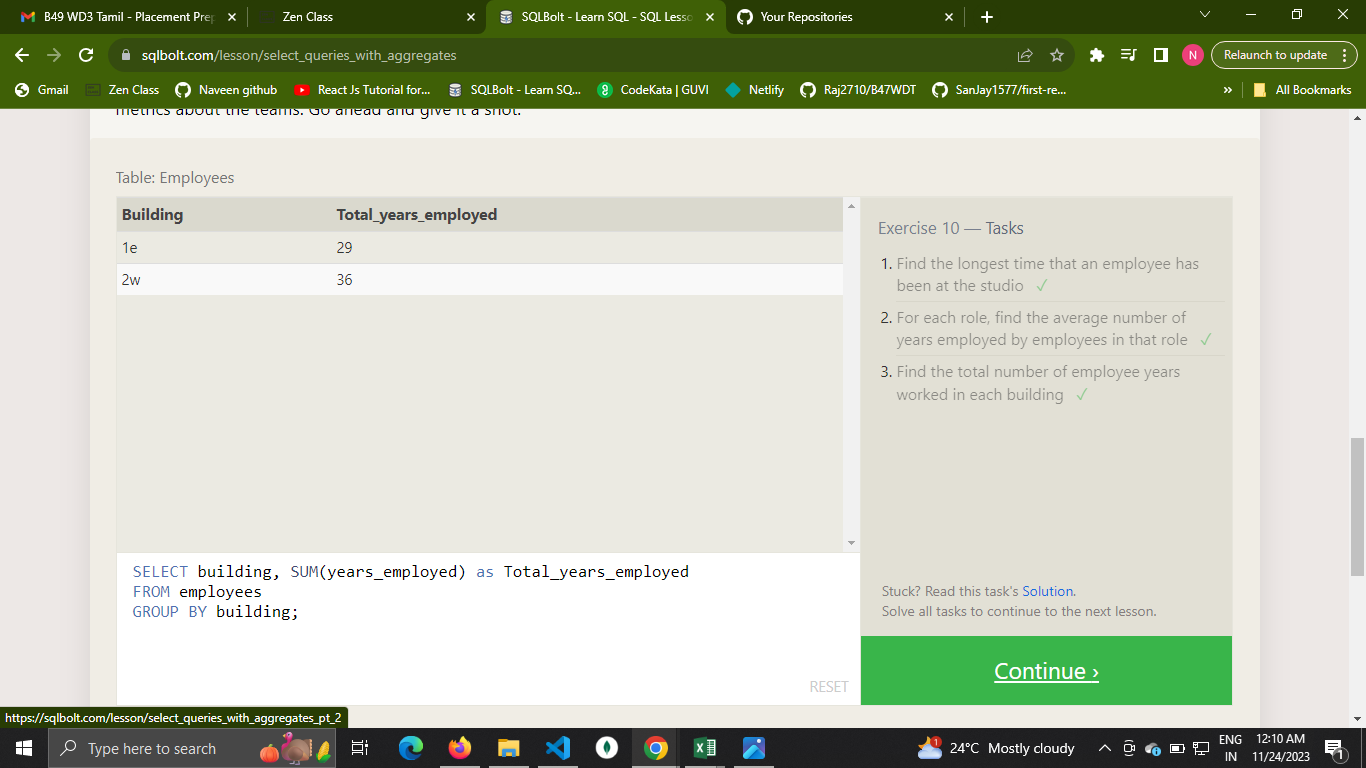 B49 WD3 Tamil - Placement Prep
Zen Class
SQLBolt - Learn SQL - SQL Lesso
Your Repositories
sqlbolt.com/lesson/select_queries_with_aggregates
N
Relaunch to update
Gmail
Zen Class
Naveen github
React Js Tutorial for...
SQLBolt - Learn SQ...
CodeKata | GUVI
Netlify
Raj2710/B47WDT
SanJay1577/first-re...
»
All Bookmarks
metrics about the teams. Go ahead and give it a shot.
Table: Employees
Building Total_years_employed
1e 29
2w 36
Exercise 10 — Tasks
1. Find the longest time that an employee has
been at the studio ✓
2. For each role, find the average number of
years employed by employees in that role ✓
3. Find the total number of employee years
worked in each building ✓
SELECT building, SUM(years_employed) as Total_years_employed
FROM employees
GROUP BY building;
RESET
Stuck? Read this task's Solution.
Solve all tasks to continue to the next lesson.
Continue ›
https://sqlbolt.com/lesson/select_queries_with_aggregates_pt_2
Type here to search
1
24°C Mostly cloudy
ENG
IN
12:10 AM
11/24/2023
1